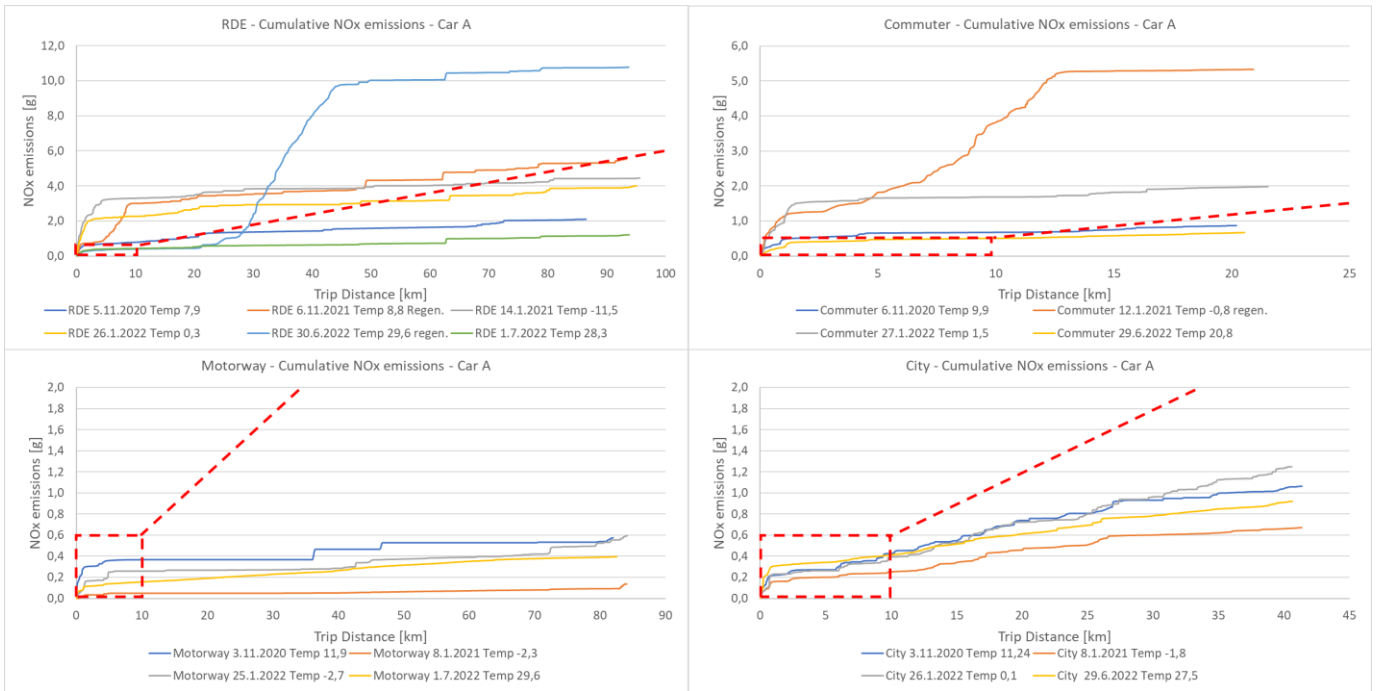 RDE - Cumulative NOx emissions - Car A
NOx emissions [g]
12,0
10,0
8,0
6,0
4,0
2,0
0,0
0 10 20 30 40 50 60 70 80 90 100
Trip Distance [km]
RDE 5.11.2020 Temp 7,9 RDE 6.11.2021 Temp 8,8 Regen. RDE 14.1.2021 Temp -11,5
RDE 26.1.2022 Temp 0,3 RDE 30.6.2022 Temp 29,6 regen. RDE 1.7.2022 Temp 28,3
Commuter - Cumulative NOx emissions - Car A
NOx emissions [g]
6,0
5,0
4,0
3,0
2,0
1,0
0,0
0 5 10 15 20 25
Trip Distance [km]
Commuter 6.11.2020 Temp 9,9 Commuter 12.1.2021 Temp -0,8 regen.
Commuter 27.1.2022 Temp 1,5 Commuter 29.6.2022 Temp 20,8
Motorway - Cumulative NOx emissions - Car A
NOx emissions [g]
2,0
1,8
1,6
1,4
1,2
1,0
0,8
0,6
0,4
0,2
0,0
0 10 20 30 40 50 60 70 80 90
Trip Distance [km]
Motorway 3.11.2020 Temp 11,9 Motorway 8.1.2021 Temp -2,3
Motorway 25.1.2022 Temp -2,7 Motorway 1.7.2022 Temp 29,6
City - Cumulative NOx emissions - Car A
NOx emissions [g]
2,0
1,8
1,6
1,4
1,2
1,0
0,8
0,6
0,4
0,2
0,0
0 5 10 15 20 25 30 35 40 45
Trip Distance [km]
City 3.11.2020 Temp 11,24 City 8.1.2021 Temp -1,8
City 26.1.2022 Temp 0,1 City 29.6.2022 Temp 27,5